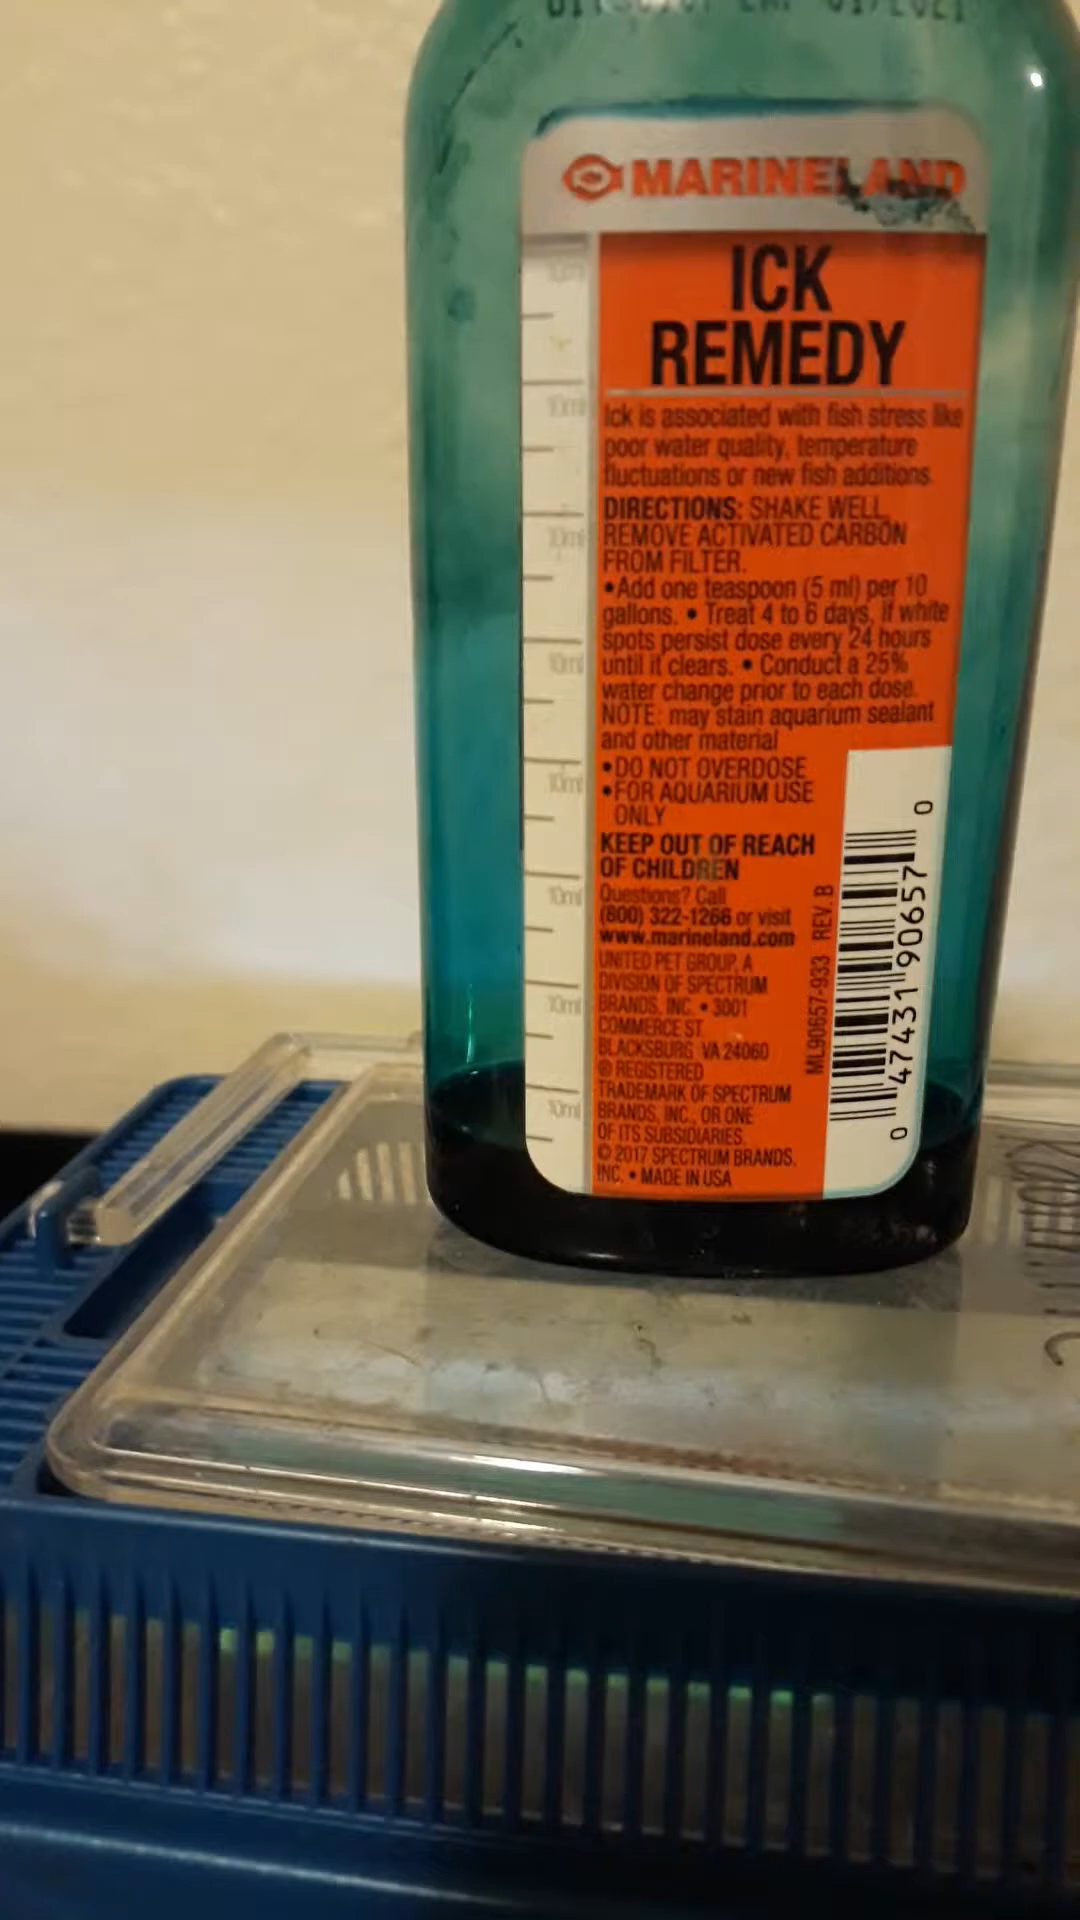 MARINELAND
ICK
REMEDY
Ick is associated with fish stress like
poor water quality, temperature
fluctuations or new fish additions.
DIRECTIONS: SHAKE WELL.
REMOVE ACTIVATED CARBON
FROM FILTER.
•Add one teaspoon (5 ml) per 10
gallons. • Treat 4 to 6 days, if white
spots persist dose every 24 hours
until it clears. • Conduct a 25%
water change prior to each dose.
NOTE: may stain aquarium sealant
and other material
•DO NOT OVERDOSE
•FOR AQUARIUM USE
ONLY
KEEP OUT OF REACH
OF CHILDREN
Questions? Call
(800) 322-1266 or visit
www.marineland.com
UNITED PET GROUP, A
DIVISION OF SPECTRUM
BRANDS, INC. • 3001
COMMERCE ST.
BLACKSBURG, VA 24060
® REGISTERED
TRADEMARK OF SPECTRUM
BRANDS, INC., OR ONE
OF ITS SUBSIDIARIES.
© 2017 SPECTRUM BRANDS,
INC. • MADE IN USA
ML90657-933 REV. B
0 47431 90657 0
10ml
10ml
10ml
10ml
10ml
10ml
10ml
10ml